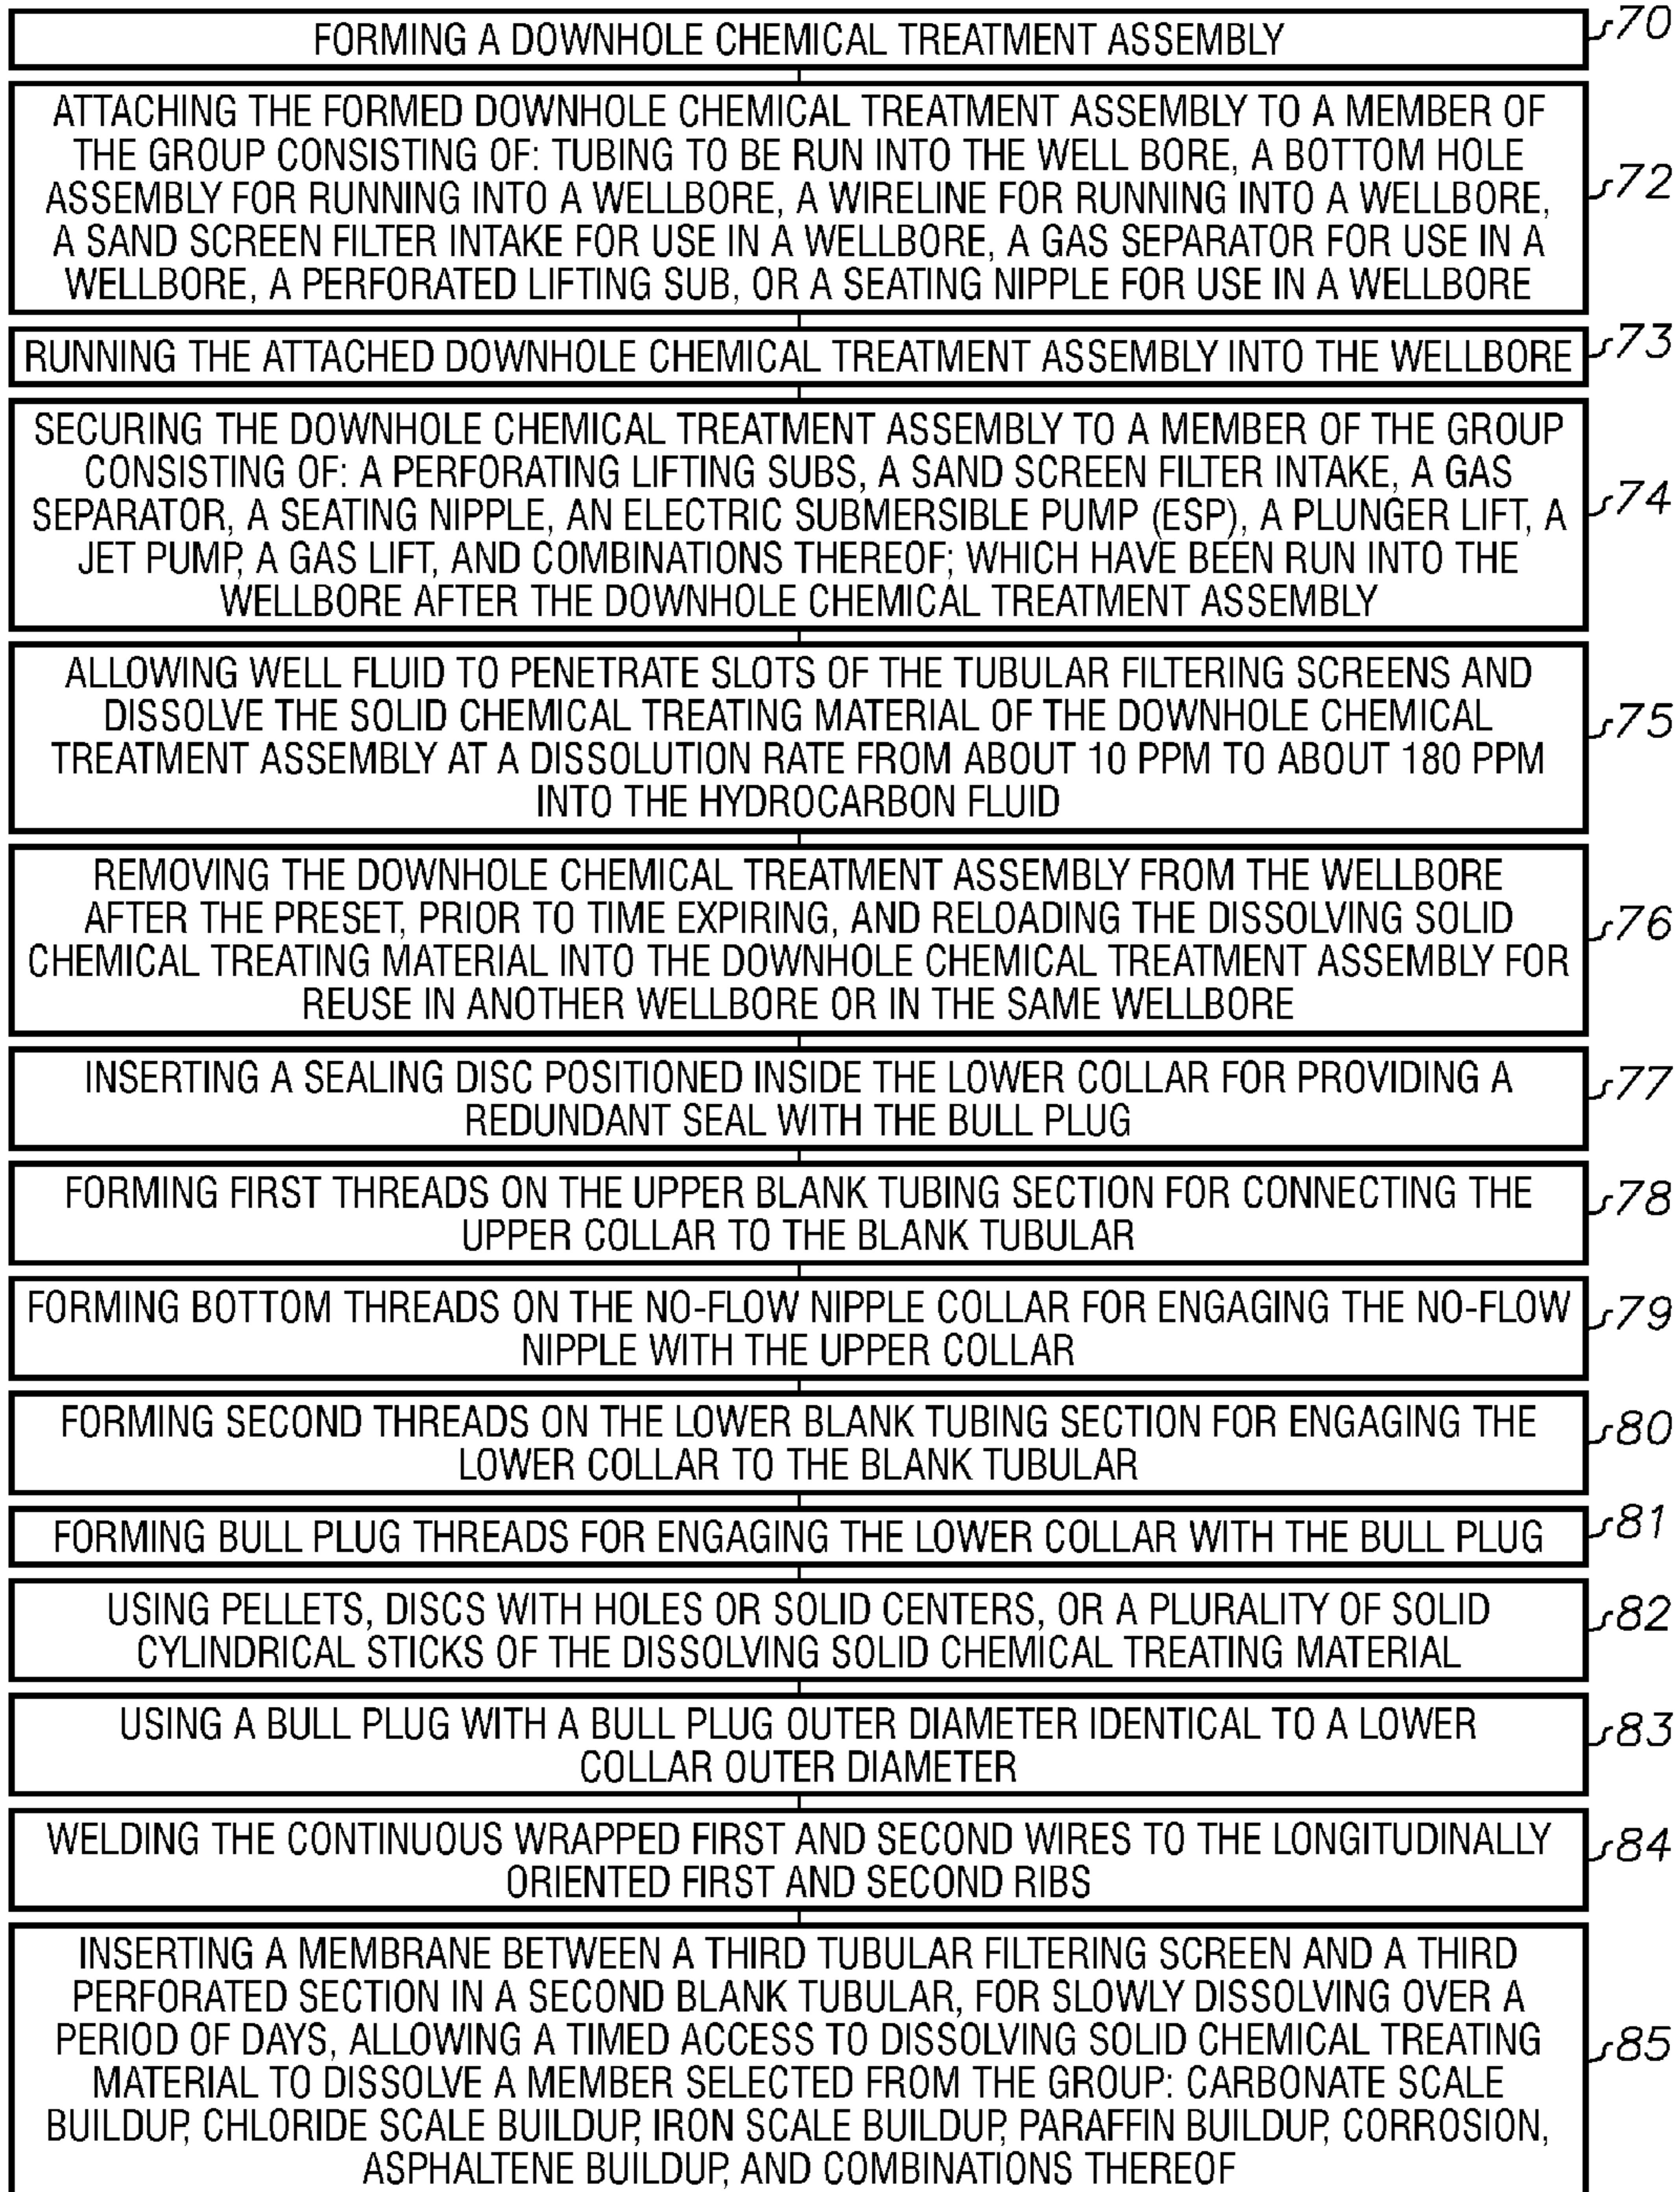 FORMING A DOWNHOLE CHEMICAL TREATMENT ASSEMBLY
70
ATTACHING THE FORMED DOWNHOLE CHEMICAL TREATMENT ASSEMBLY TO A MEMBER OF
THE GROUP CONSISTING OF: TUBING TO BE RUN INTO THE WELL BORE, A BOTTOM HOLE
ASSEMBLY FOR RUNNING INTO A WELLBORE, A WIRELINE FOR RUNNING INTO A WELLBORE,
A SAND SCREEN FILTER INTAKE FOR USE IN A WELLBORE, A GAS SEPARATOR FOR USE IN A
WELLBORE, A PERFORATED LIFTING SUB, OR A SEATING NIPPLE FOR USE IN A WELLBORE
72
RUNNING THE ATTACHED DOWNHOLE CHEMICAL TREATMENT ASSEMBLY INTO THE WELLBORE
73
SECURING THE DOWNHOLE CHEMICAL TREATMENT ASSEMBLY TO A MEMBER OF THE GROUP
CONSISTING OF: A PERFORATING LIFTING SUBS, A SAND SCREEN FILTER INTAKE, A GAS
SEPARATOR, A SEATING NIPPLE, AN ELECTRIC SUBMERSIBLE PUMP (ESP), A PLUNGER LIFT, A
JET PUMP, A GAS LIFT, AND COMBINATIONS THEREOF; WHICH HAVE BEEN RUN INTO THE
WELLBORE AFTER THE DOWNHOLE CHEMICAL TREATMENT ASSEMBLY
74
ALLOWING WELL FLUID TO PENETRATE SLOTS OF THE TUBULAR FILTERING SCREENS AND
DISSOLVE THE SOLID CHEMICAL TREATING MATERIAL OF THE DOWNHOLE CHEMICAL
TREATMENT ASSEMBLY AT A DISSOLUTION RATE FROM ABOUT 10 PPM TO ABOUT 180 PPM
INTO THE HYDROCARBON FLUID
75
REMOVING THE DOWNHOLE CHEMICAL TREATMENT ASSEMBLY FROM THE WELLBORE
AFTER THE PRESET, PRIOR TO TIME EXPIRING, AND RELOADING THE DISSOLVING SOLID
CHEMICAL TREATING MATERIAL INTO THE DOWNHOLE CHEMICAL TREATMENT ASSEMBLY FOR
REUSE IN ANOTHER WELLBORE OR IN THE SAME WELLBORE
76
INSERTING A SEALING DISC POSITIONED INSIDE THE LOWER COLLAR FOR PROVIDING A
REDUNDANT SEAL WITH THE BULL PLUG
77
FORMING FIRST THREADS ON THE UPPER BLANK TUBING SECTION FOR CONNECTING THE
UPPER COLLAR TO THE BLANK TUBULAR
78
FORMING BOTTOM THREADS ON THE NO-FLOW NIPPLE COLLAR FOR ENGAGING THE NO-FLOW
NIPPLE WITH THE UPPER COLLAR
79
FORMING SECOND THREADS ON THE LOWER BLANK TUBING SECTION FOR ENGAGING THE
LOWER COLLAR TO THE BLANK TUBULAR
80
FORMING BULL PLUG THREADS FOR ENGAGING THE LOWER COLLAR WITH THE BULL PLUG
81
USING PELLETS, DISCS WITH HOLES OR SOLID CENTERS, OR A PLURALITY OF SOLID
CYLINDRICAL STICKS OF THE DISSOLVING SOLID CHEMICAL TREATING MATERIAL
82
USING A BULL PLUG WITH A BULL PLUG OUTER DIAMETER IDENTICAL TO A LOWER
COLLAR OUTER DIAMETER
83
WELDING THE CONTINUOUS WRAPPED FIRST AND SECOND WIRES TO THE LONGITUDINALLY
ORIENTED FIRST AND SECOND RIBS
84
INSERTING A MEMBRANE BETWEEN A THIRD TUBULAR FILTERING SCREEN AND A THIRD
PERFORATED SECTION IN A SECOND BLANK TUBULAR, FOR SLOWLY DISSOLVING OVER A
PERIOD OF DAYS, ALLOWING A TIMED ACCESS TO DISSOLVING SOLID CHEMICAL TREATING
MATERIAL TO DISSOLVE A MEMBER SELECTED FROM THE GROUP: CARBONATE SCALE
BUILDUP, CHLORIDE SCALE BUILDUP, IRON SCALE BUILDUP, PARAFFIN BUILDUP, CORROSION,
ASPHALTENE BUILDUP, AND COMBINATIONS THEREOF
85